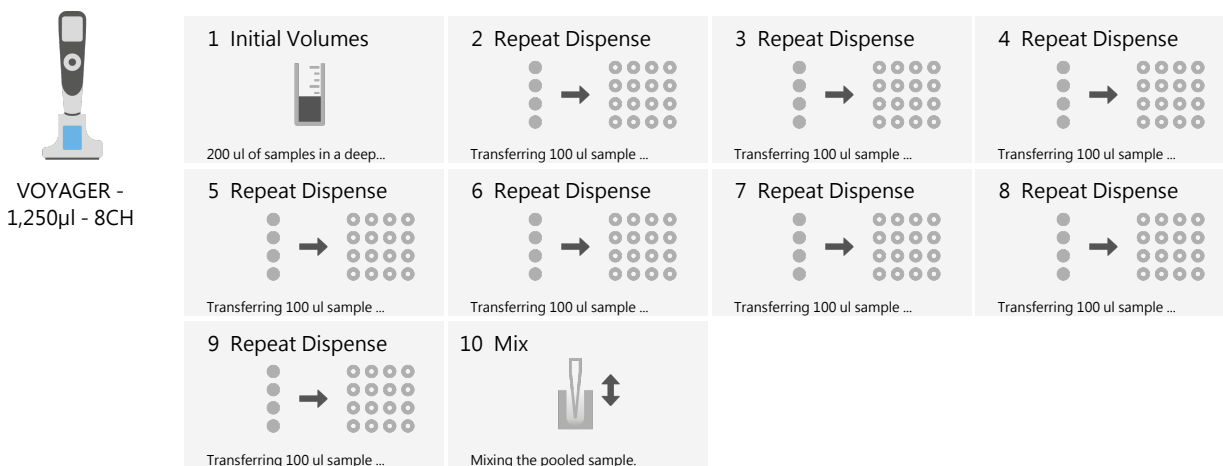 VOYAGER -
1,250µl - 8CH
1 Initial Volumes
200 ul of samples in a deep...
2 Repeat Dispense
Transferring 100 ul sample ...
3 Repeat Dispense
Transferring 100 ul sample ...
4 Repeat Dispense
Transferring 100 ul sample ...
5 Repeat Dispense
Transferring 100 ul sample ...
6 Repeat Dispense
Transferring 100 ul sample ...
7 Repeat Dispense
Transferring 100 ul sample ...
8 Repeat Dispense
Transferring 100 ul sample ...
9 Repeat Dispense
Transferring 100 ul sample ...
10 Mix
Mixing the pooled sample.